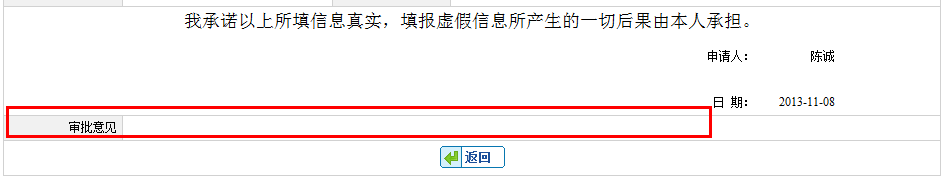 我承诺以上所填信息真实，填报虚假信息所产生的一切后果由本人承担。
申请人： 陈诚
日 期： 2013-11-08
审批意见
返回